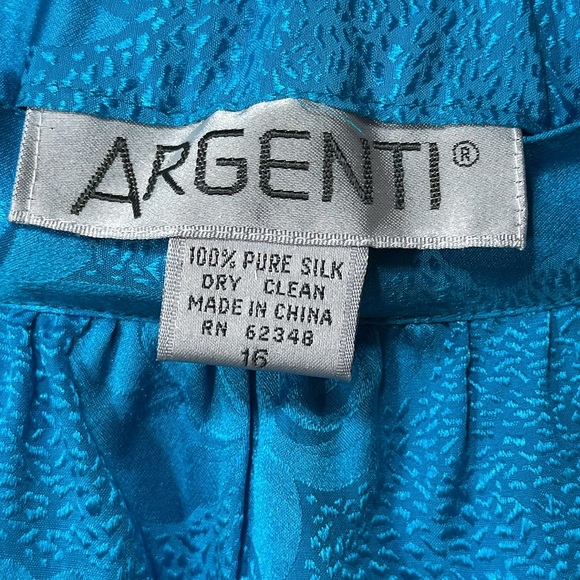 ARGENTI®
100% PURE SILK
DRY CLEAN
MADE IN CHINA
RN 62348
16